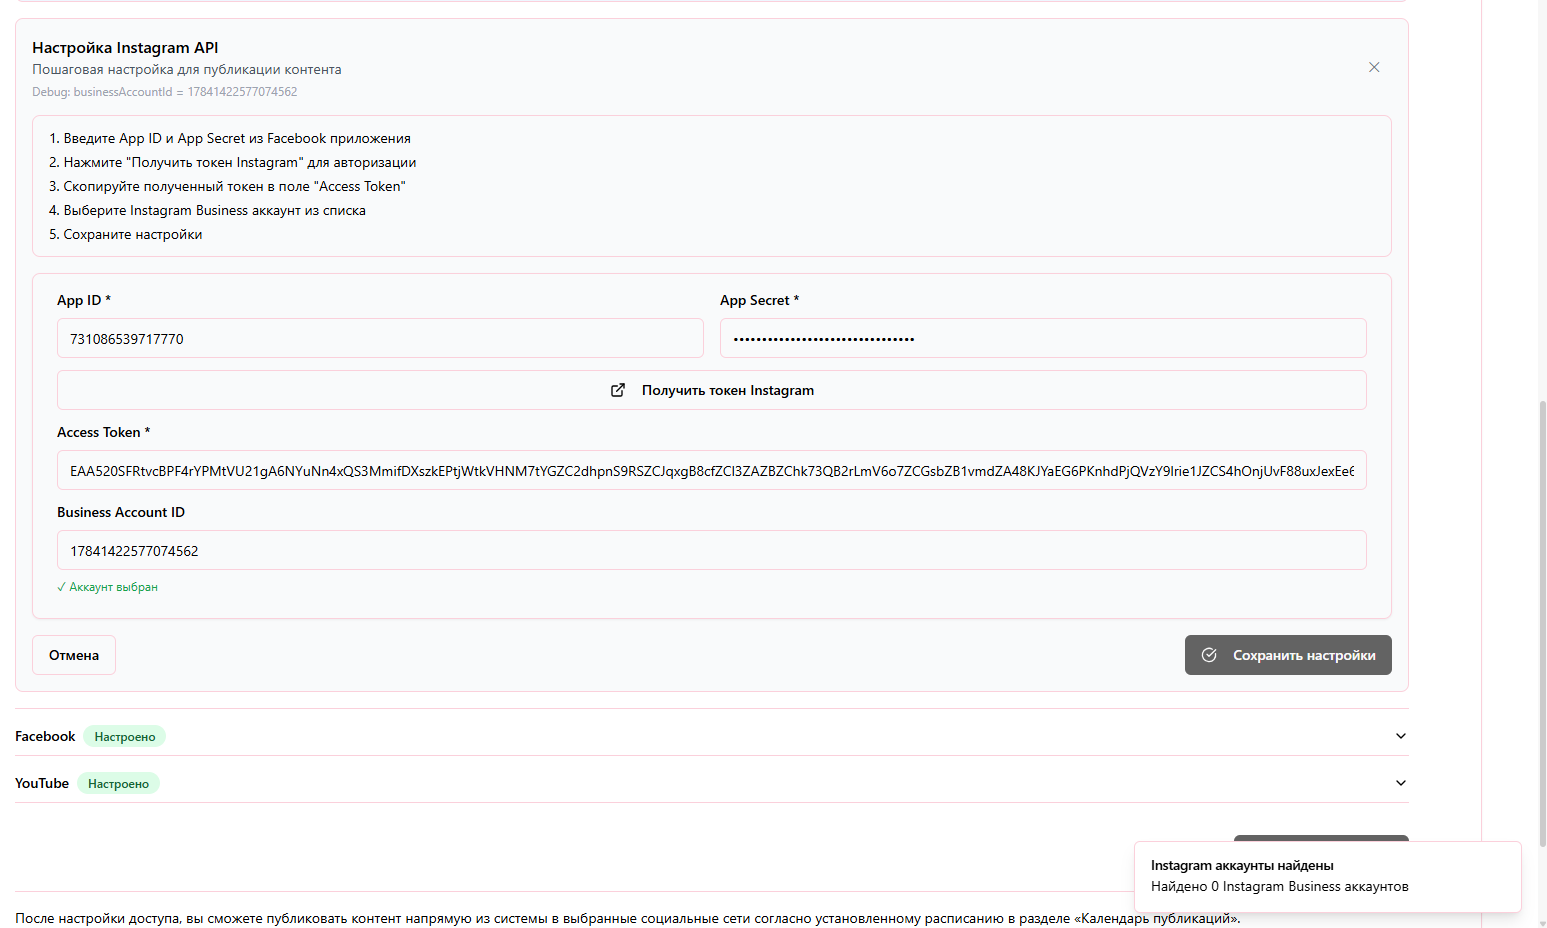 Настройка Instagram API
Пошаговая настройка для публикации контента
Debug: businessAccountId = 17841422577074562
1. Введите App ID и App Secret из Facebook приложения
2. Нажмите "Получить токен Instagram" для авторизации
3. Скопируйте полученный токен в поле "Access Token"
4. Выберите Instagram Business аккаунт из списка
5. Сохраните настройки
App ID *
App Secret *
731086539717770
••••••••••••••••••••••••••••••••
Получить токен Instagram
Access Token *
EAA520SFRtvcBPF4rYPMtVU21gA6NYuNn4xQS3MmifDXszkEPtjWtkVHNM7tYGZC2dhpnS9RSZCJqxgB8cfZCI3ZAZBZChk73QB2rLmV6o7ZCGsbZB1vmdZA48KJYaEG6PKnhdPjQVzY9Irie1JZCS4hOnjUvF88uxJexEe6
Business Account ID
17841422577074562
✓ Аккаунт выбран
Отмена
Сохранить настройки
Facebook Настроено
YouTube Настроено
Instagram аккаунты найдены
Найдено 0 Instagram Business аккаунтов
После настройки доступа, вы сможете публиковать контент напрямую из системы в выбранные социальные сети согласно установленному расписанию в разделе «Календарь публикаций».